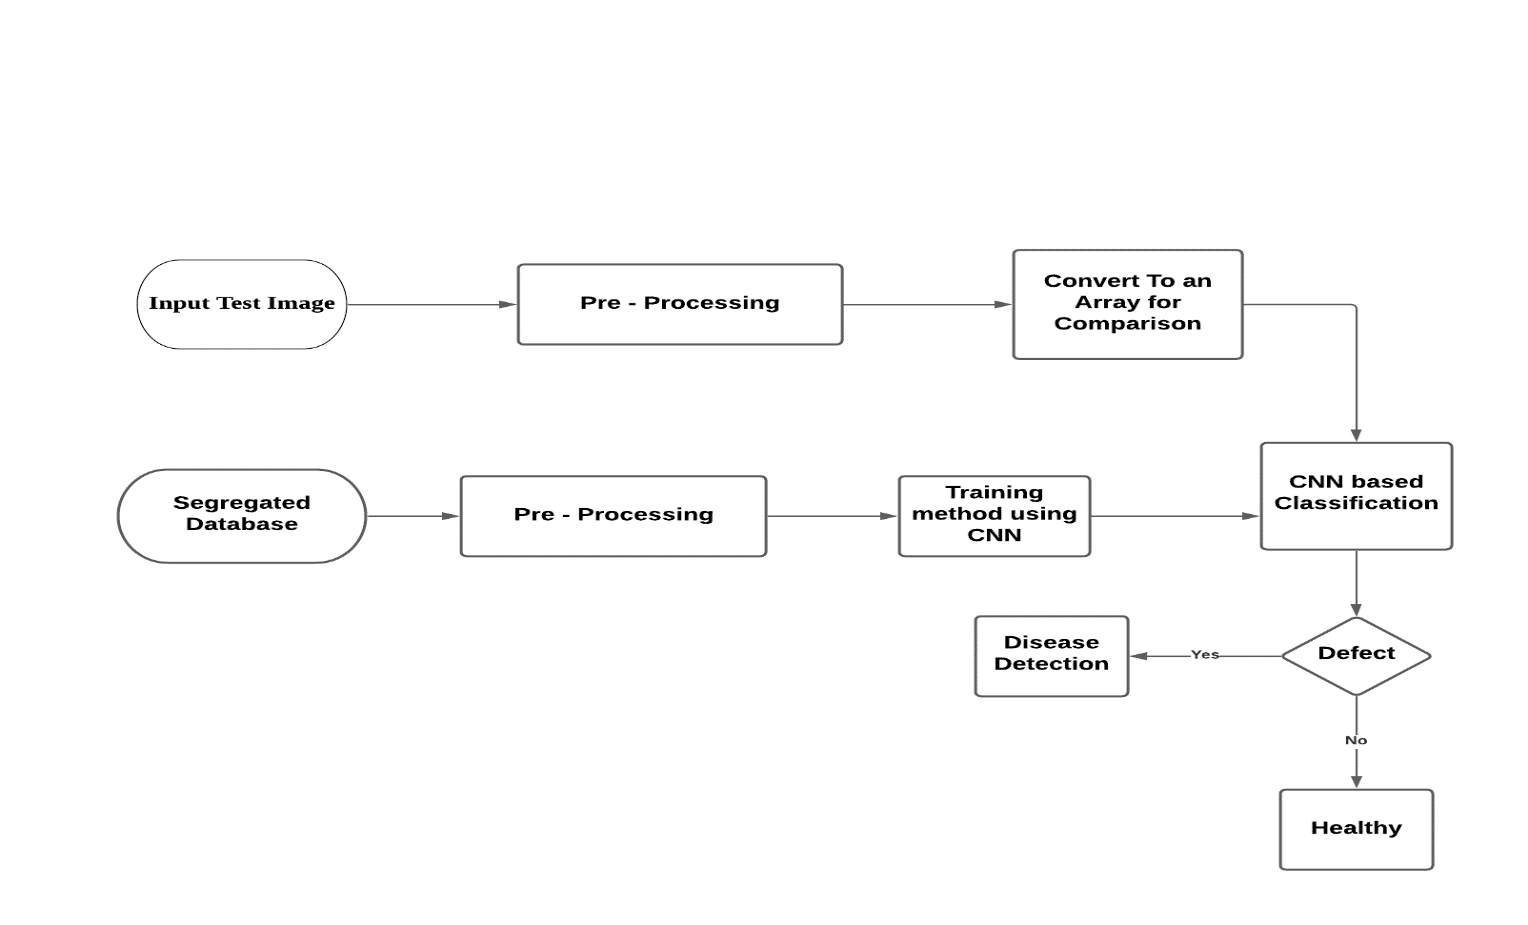 Input Test Image
Pre - Processing
Convert To an
Array for
Comparison
Segregated
Database
Pre - Processing
Training
method using
CNN
CNN based
Classification
Disease
Detection
Yes
Defect
No
Healthy